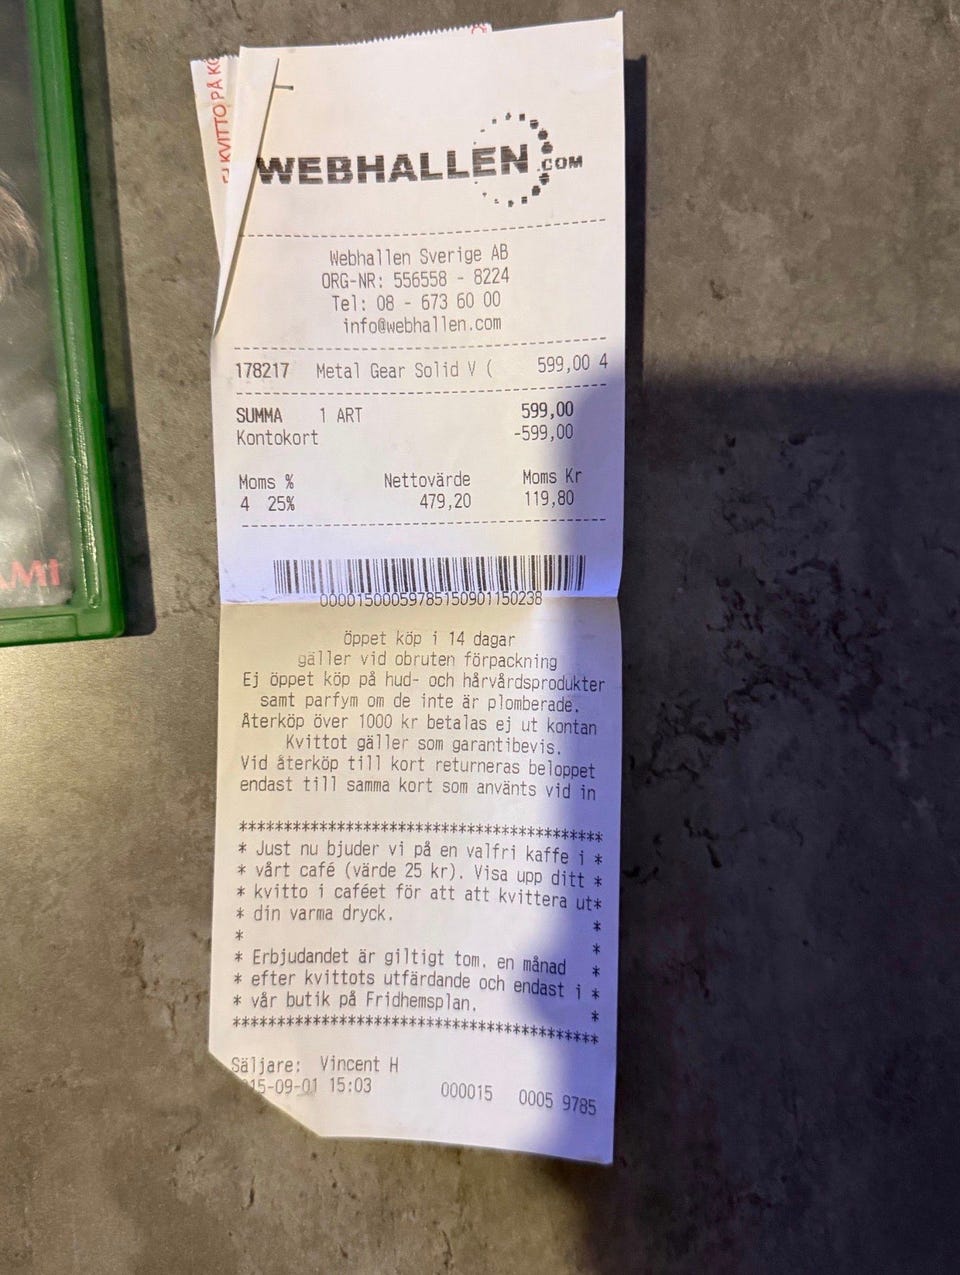 KVITTO PÅ
WEBHALLEN.COM
Webhallen Sverige AB
ORG-NR: 556558 - 8224
Tel: 08 - 673 60 00
info@webhallen.com
178217 Metal Gear Solid V ( 599,00 4
SUMMA 1 ART 599,00
Kontokort -599,00
Moms % Nettovärde Moms Kr
4 25% 479,20 119,80
0000150005978515090115​0238
Öppet köp i 14 dagar
gäller vid obruten förpackning
Ej öppet köp på hud- och hårvårdsprodukter
samt parfym om de inte är plomberade.
Återköp över 1000 kr betalas ej ut kontan
Kvittot gäller som garantibevis.
Vid återköp till kort returneras beloppet
endast till samma kort som använts vid in
*****************************************
* Just nu bjuder vi på en valfri kaffe i *
* vårt café (värde 25 kr). Visa upp ditt *
* kvitto i caféet för att att kvittera ut*
* din varma dryck. *
* *
* Erbjudandet är giltigt tom. en månad *
* efter kvittots utfärdande och endast i *
* vår butik på Fridhemsplan. *
*****************************************
Säljare: Vincent H
15-09-01 15:03 000015 0005 9785